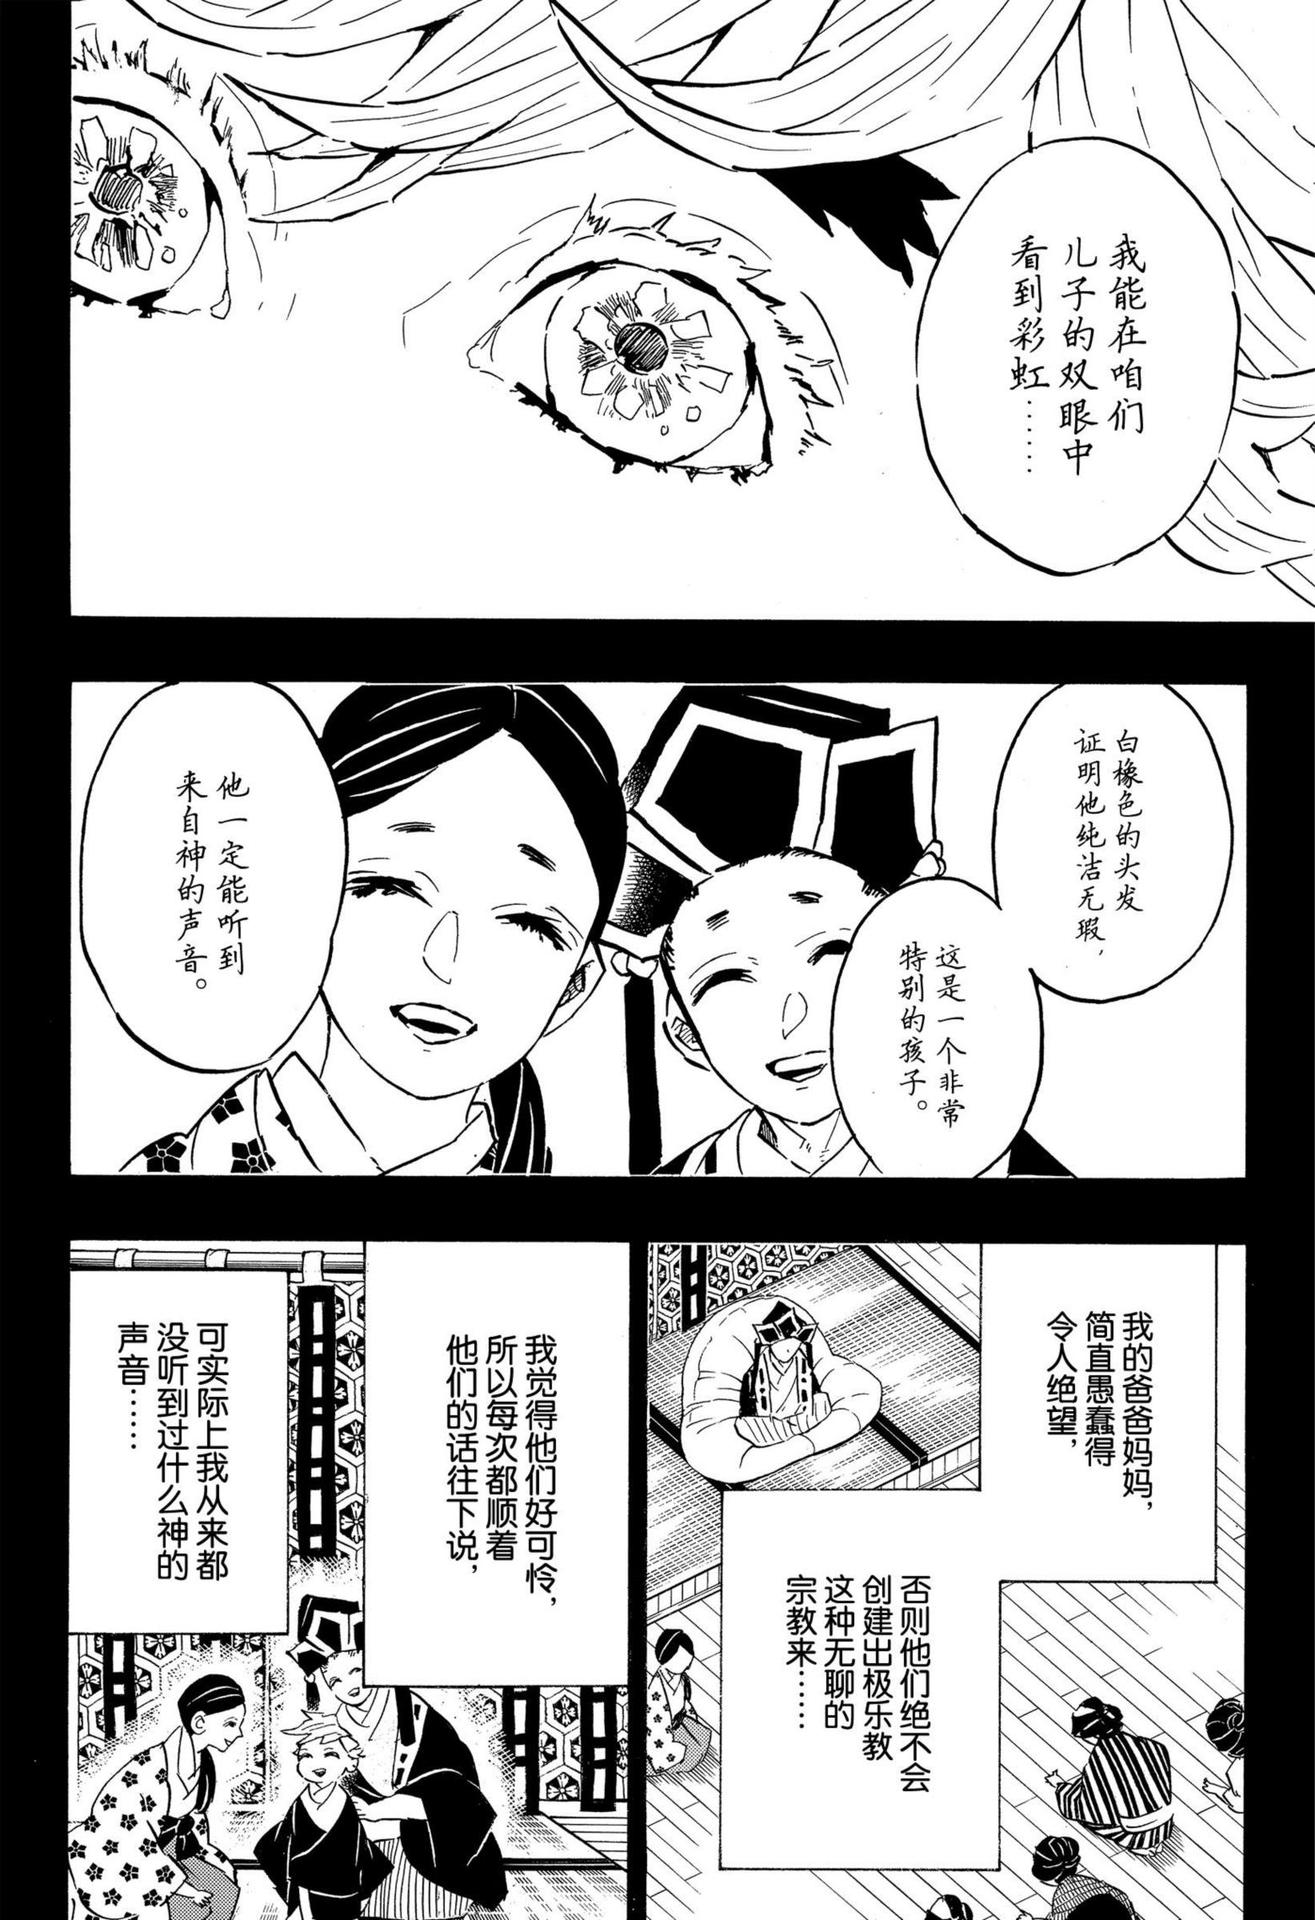 我能在咱们
儿子的双眼中
看到彩虹……
白橡色的头发
证明他纯洁无瑕，
这是一个非常
特别的孩子。
他一定能听到
来自神的声音。
我的爸爸妈妈，
简直愚蠢得
令人绝望，
否则他们绝不会
创建出极乐教
这种无聊的
宗教来……
我觉得他们好可怜，
所以每次都顺着
他们的话往下说，
可实际上我从来都
没听到过什么神的
声音……